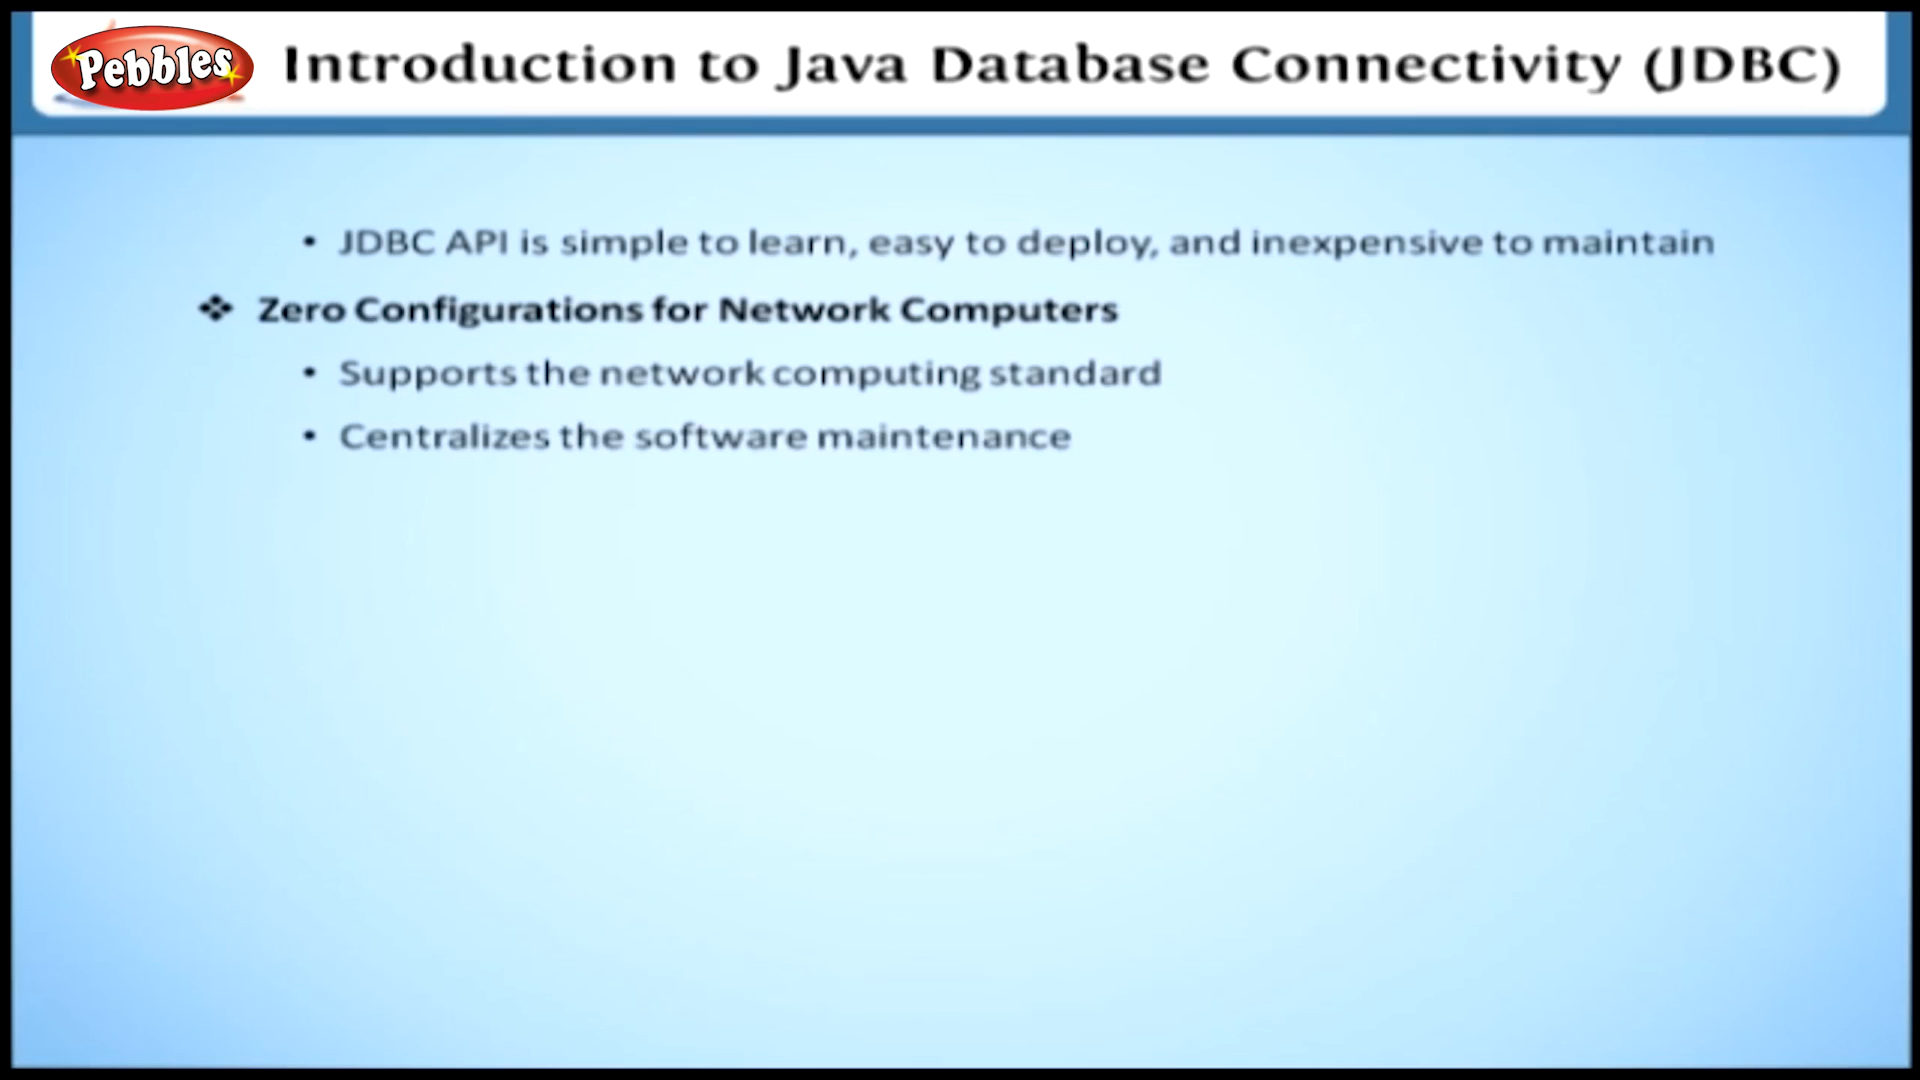 Pebbles
Introduction to Java Database Connectivity (JDBC)
• JDBC API is simple to learn, easy to deploy, and inexpensive to maintain
❖ Zero Configurations for Network Computers
• Supports the network computing standard
• Centralizes the software maintenance